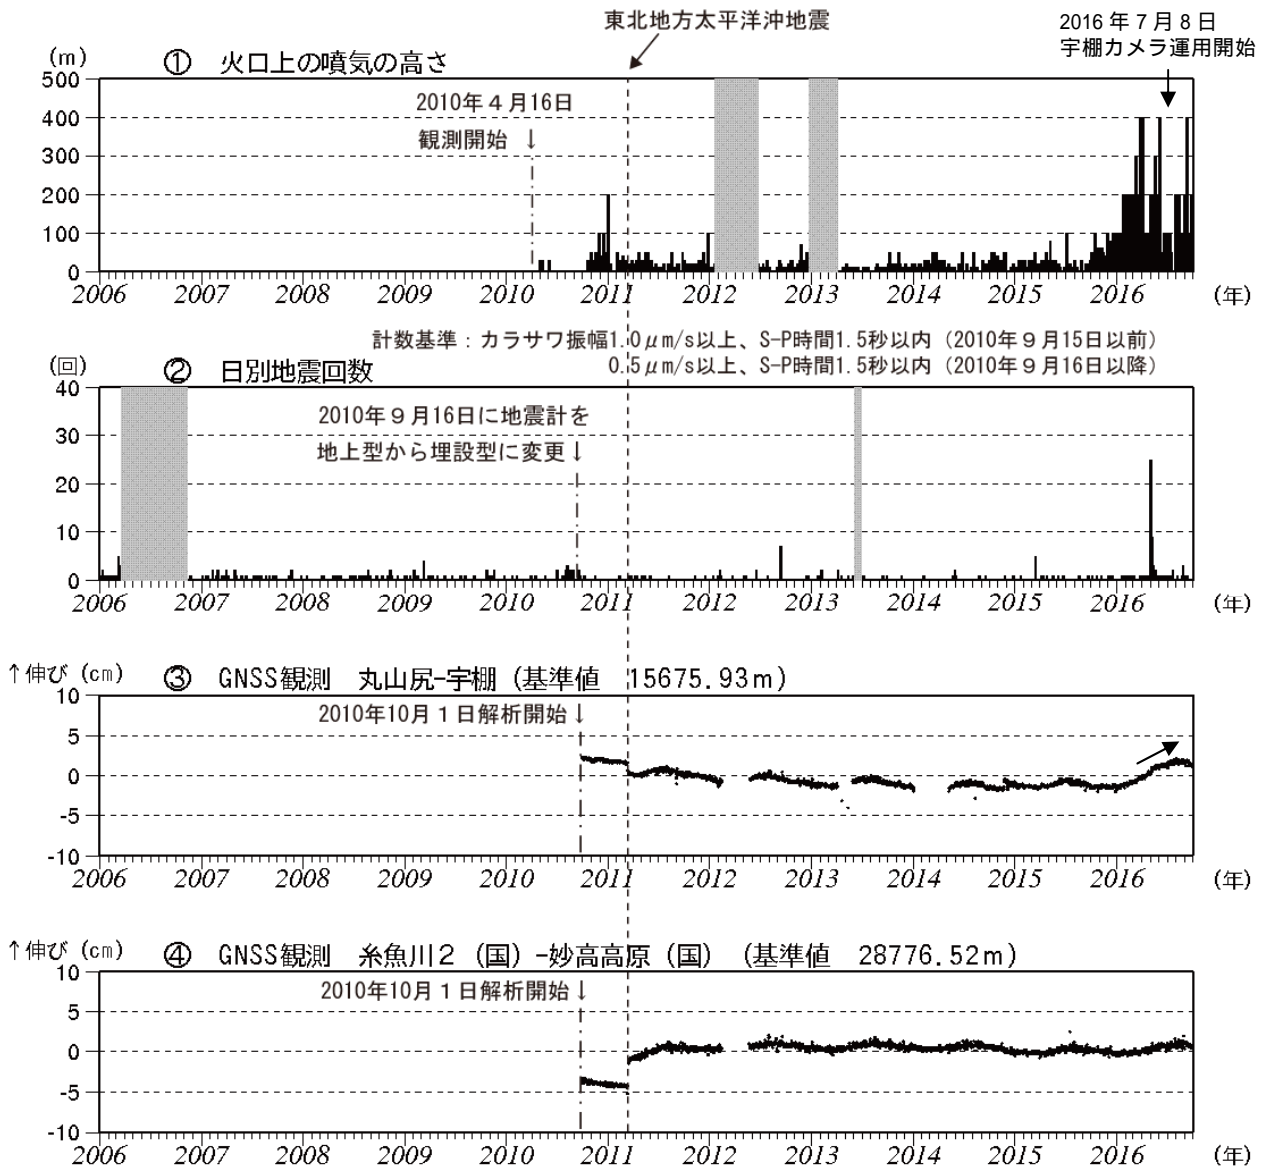 東北地方太平洋沖地震
2016年7月8日
宇棚カメラ運用開始
(m) ① 火口上の噴気の高さ
500
2010年4月16日
400
観測開始 ↓
300
200
100
0
2006 2007 2008 2009 2010 2011 2012 2013 2014 2015 2016 (年)
計数基準：カラサワ振幅1.0μm/s以上、S-P時間1.5秒以内（2010年9月15日以前）
0.5μm/s以上、S-P時間1.5秒以内（2010年9月16日以降）
(回) ② 日別地震回数
40
2010年9月16日に地震計を
30
地上型から埋設型に変更↓
20
10
0
2006 2007 2008 2009 2010 2011 2012 2013 2014 2015 2016 (年)
↑伸び (cm) ③ GNSS観測 丸山尻-宇棚（基準値 15675.93m）
10
2010年10月1日解析開始↓
5
0
-5
-10
2006 2007 2008 2009 2010 2011 2012 2013 2014 2015 2016 (年)
↑伸び (cm) ④ GNSS観測 糸魚川2（国）-妙高高原（国）（基準値 28776.52m）
10
2010年10月1日解析開始↓
5
0
-5
-10
2006 2007 2008 2009 2010 2011 2012 2013 2014 2015 2016 (年)